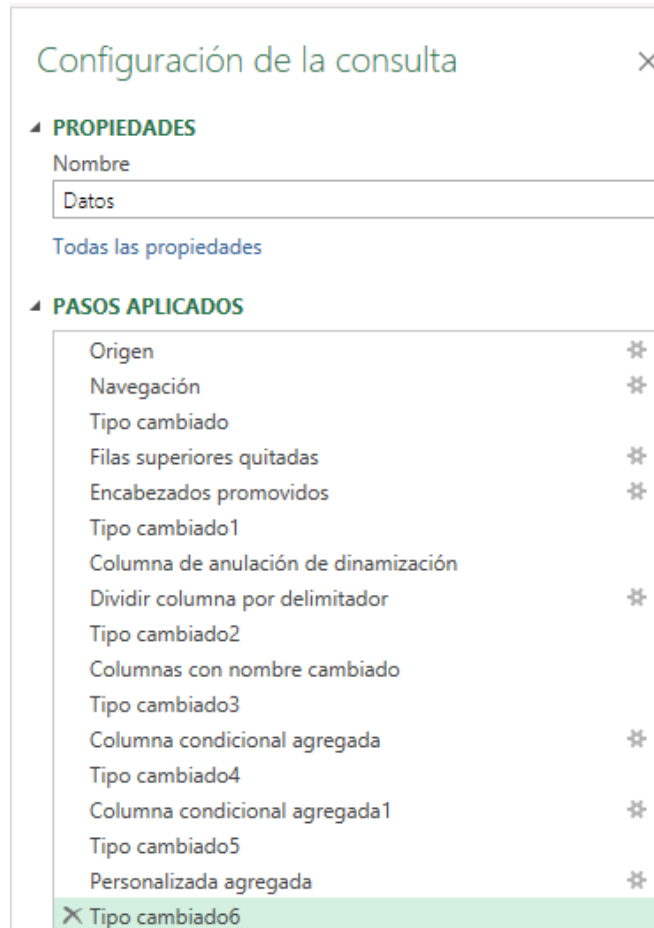 Configuración de la consulta
PROPIEDADES
Nombre
Datos
Todas las propiedades
PASOS APLICADOS
Origen
Navegación
Tipo cambiado
Filas superiores quitadas
Encabezados promovidos
Tipo cambiado1
Columna de anulación de dinamización
Dividir columna por delimitador
Tipo cambiado2
Columnas con nombre cambiado
Tipo cambiado3
Columna condicional agregada
Tipo cambiado4
Columna condicional agregada1
Tipo cambiado5
Personalizada agregada
Tipo cambiado6